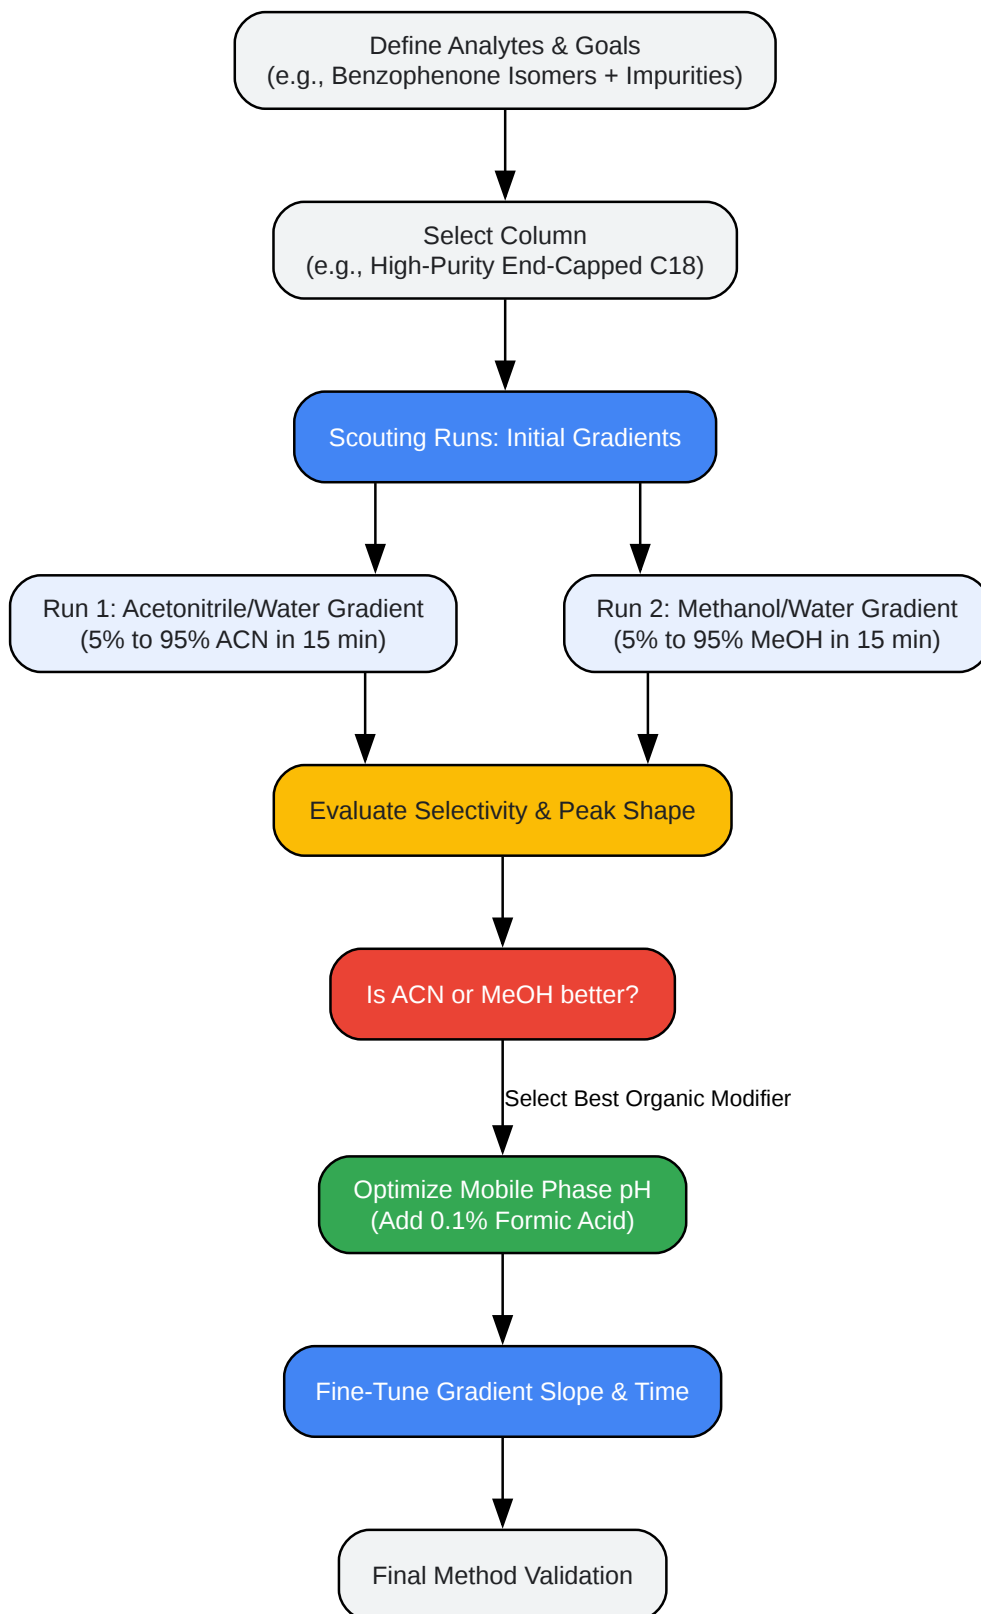 Define Analytes & Goals
(e.g., Benzophenone Isomers + Impurities)
Select Column
(e.g., High-Purity End-Capped C18)
Scouting Runs: Initial Gradients
Run 1: Acetonitrile/Water Gradient
(5% to 95% ACN in 15 min)
Run 2: Methanol/Water Gradient
(5% to 95% MeOH in 15 min)
Evaluate Selectivity & Peak Shape
Is ACN or MeOH better?
Select Best Organic Modifier
Optimize Mobile Phase pH
(Add 0.1% Formic Acid)
Fine-Tune Gradient Slope & Time
Final Method Validation